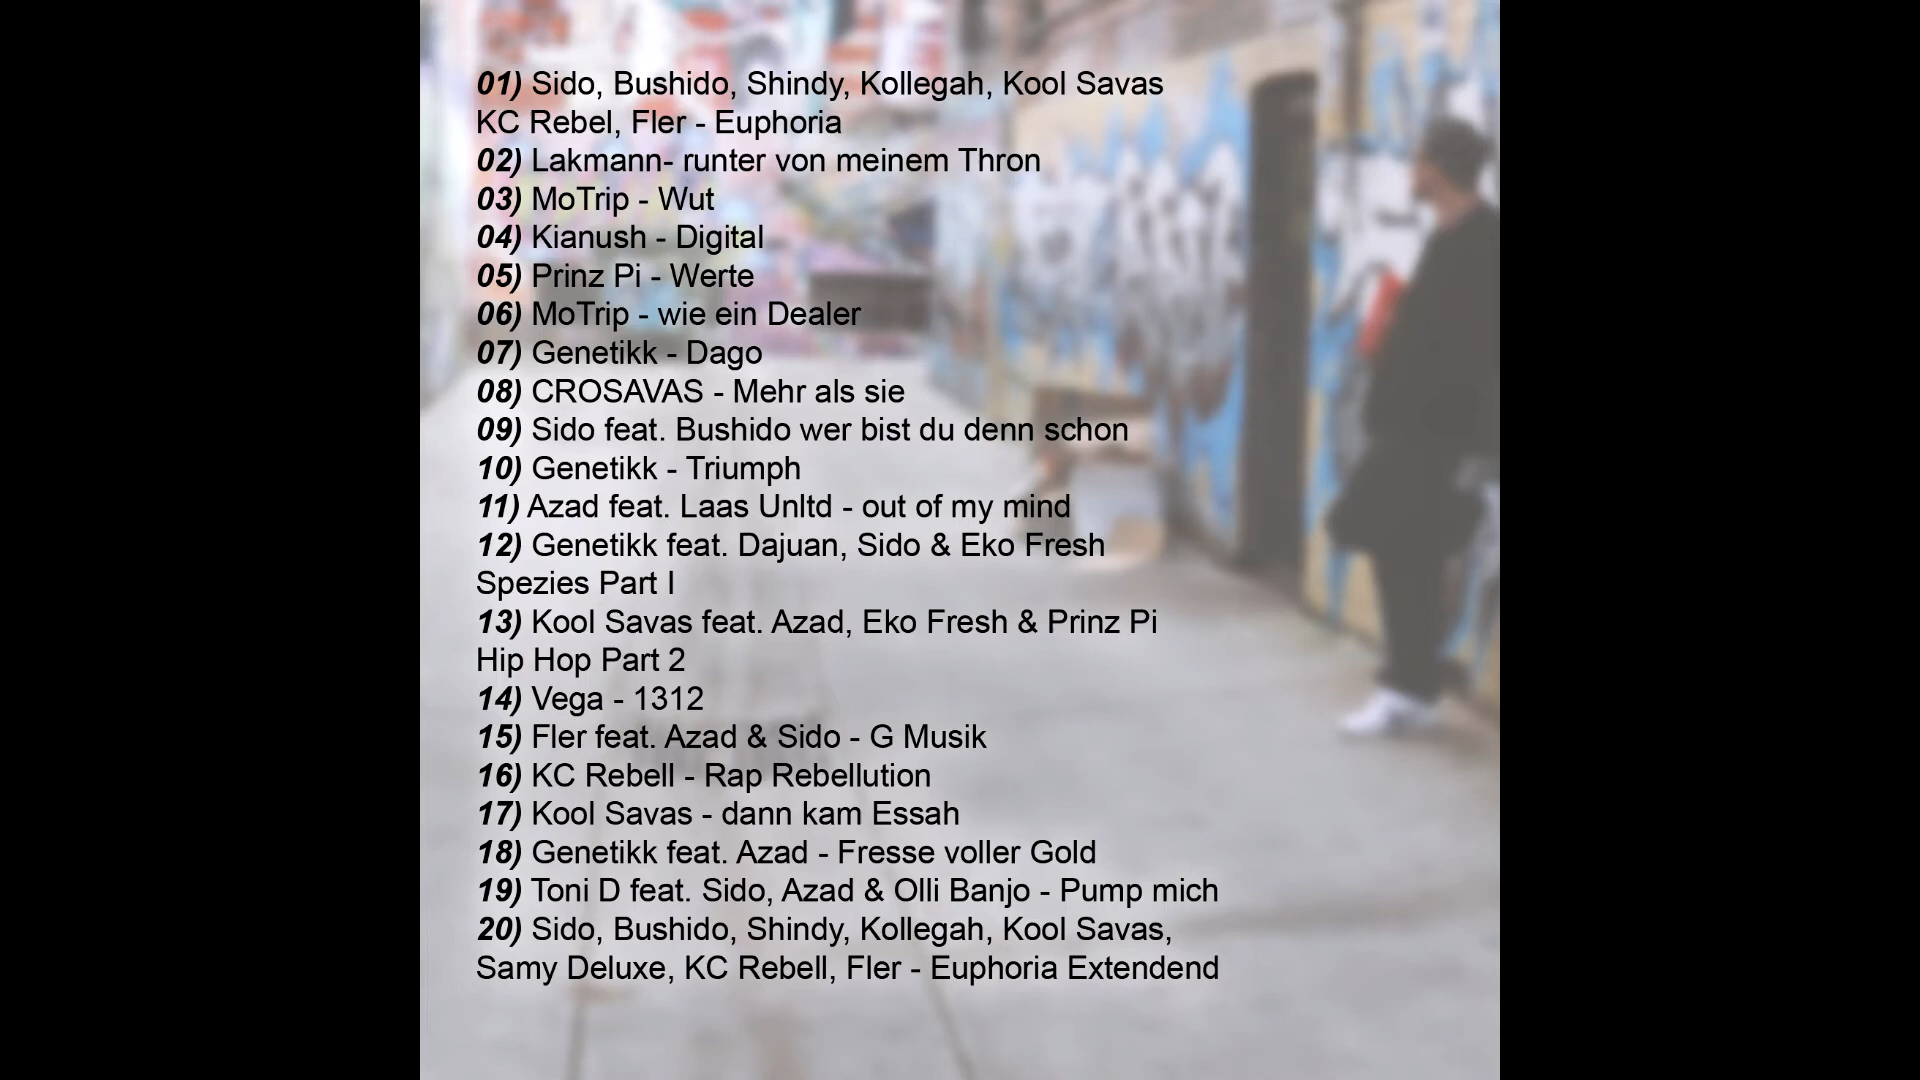 01) Sido, Bushido, Shindy, Kollegah, Kool Savas
KC Rebel, Fler - Euphoria
02) Lakmann- runter von meinem Thron
03) MoTrip - Wut
04) Kianush - Digital
05) Prinz Pi - Werte
06) MoTrip - wie ein Dealer
07) Genetikk - Dago
08) CROSAVAS - Mehr als sie
09) Sido feat. Bushido wer bist du denn schon
10) Genetikk - Triumph
11) Azad feat. Laas Unltd - out of my mind
12) Genetikk feat. Dajuan, Sido & Eko Fresh
Spezies Part I
13) Kool Savas feat. Azad, Eko Fresh & Prinz Pi
Hip Hop Part 2
14) Vega - 1312
15) Fler feat. Azad & Sido - G Musik
16) KC Rebell - Rap Rebellution
17) Kool Savas - dann kam Essah
18) Genetikk feat. Azad - Fresse voller Gold
19) Toni D feat. Sido, Azad & Olli Banjo - Pump mich
20) Sido, Bushido, Shindy, Kollegah, Kool Savas,
Samy Deluxe, KC Rebell, Fler - Euphoria Extendend